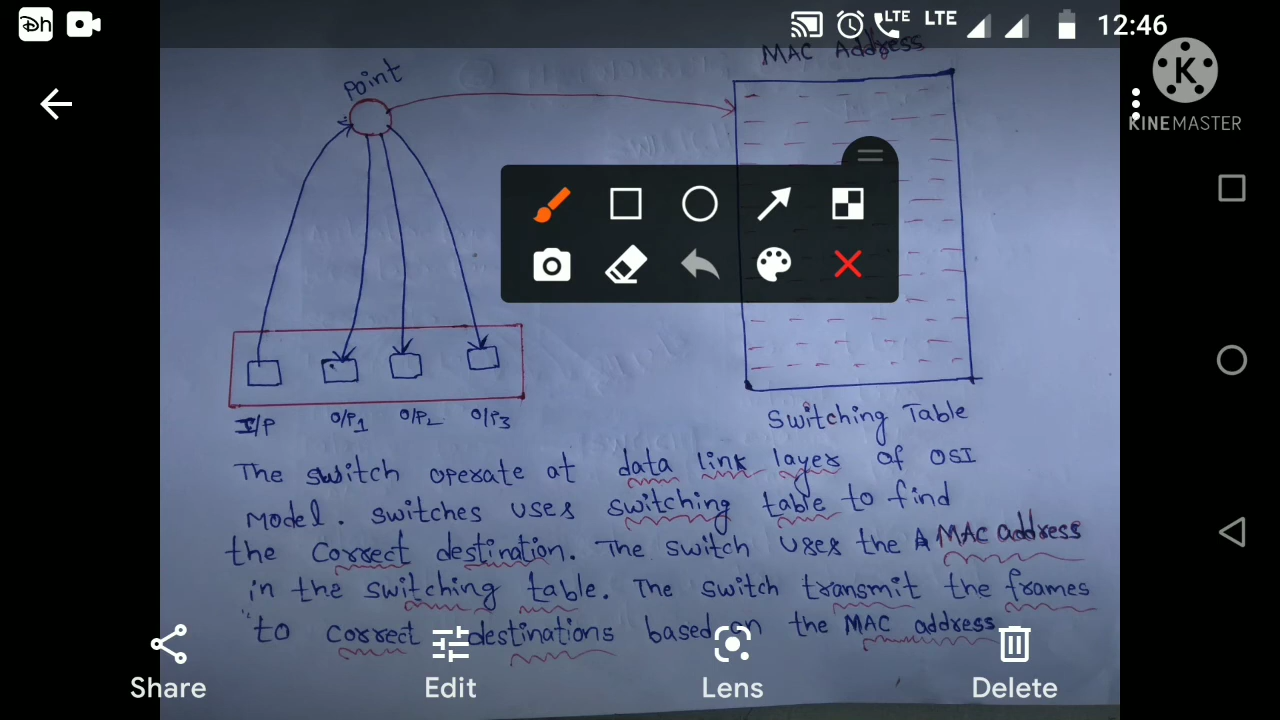 Dh
LTE
LTE
12:46
MAC Address
Point
K
KINEMASTER
I/P O/P1 O/P2 O/P3
Switching Table
The switch operate at data link layer of OSI
Model. switches uses switching table to find
the correct destination. The switch uses the MAC address
in the switching table. The switch transmit the frames
to correct destinations based on the MAC address
Share Edit Lens Delete